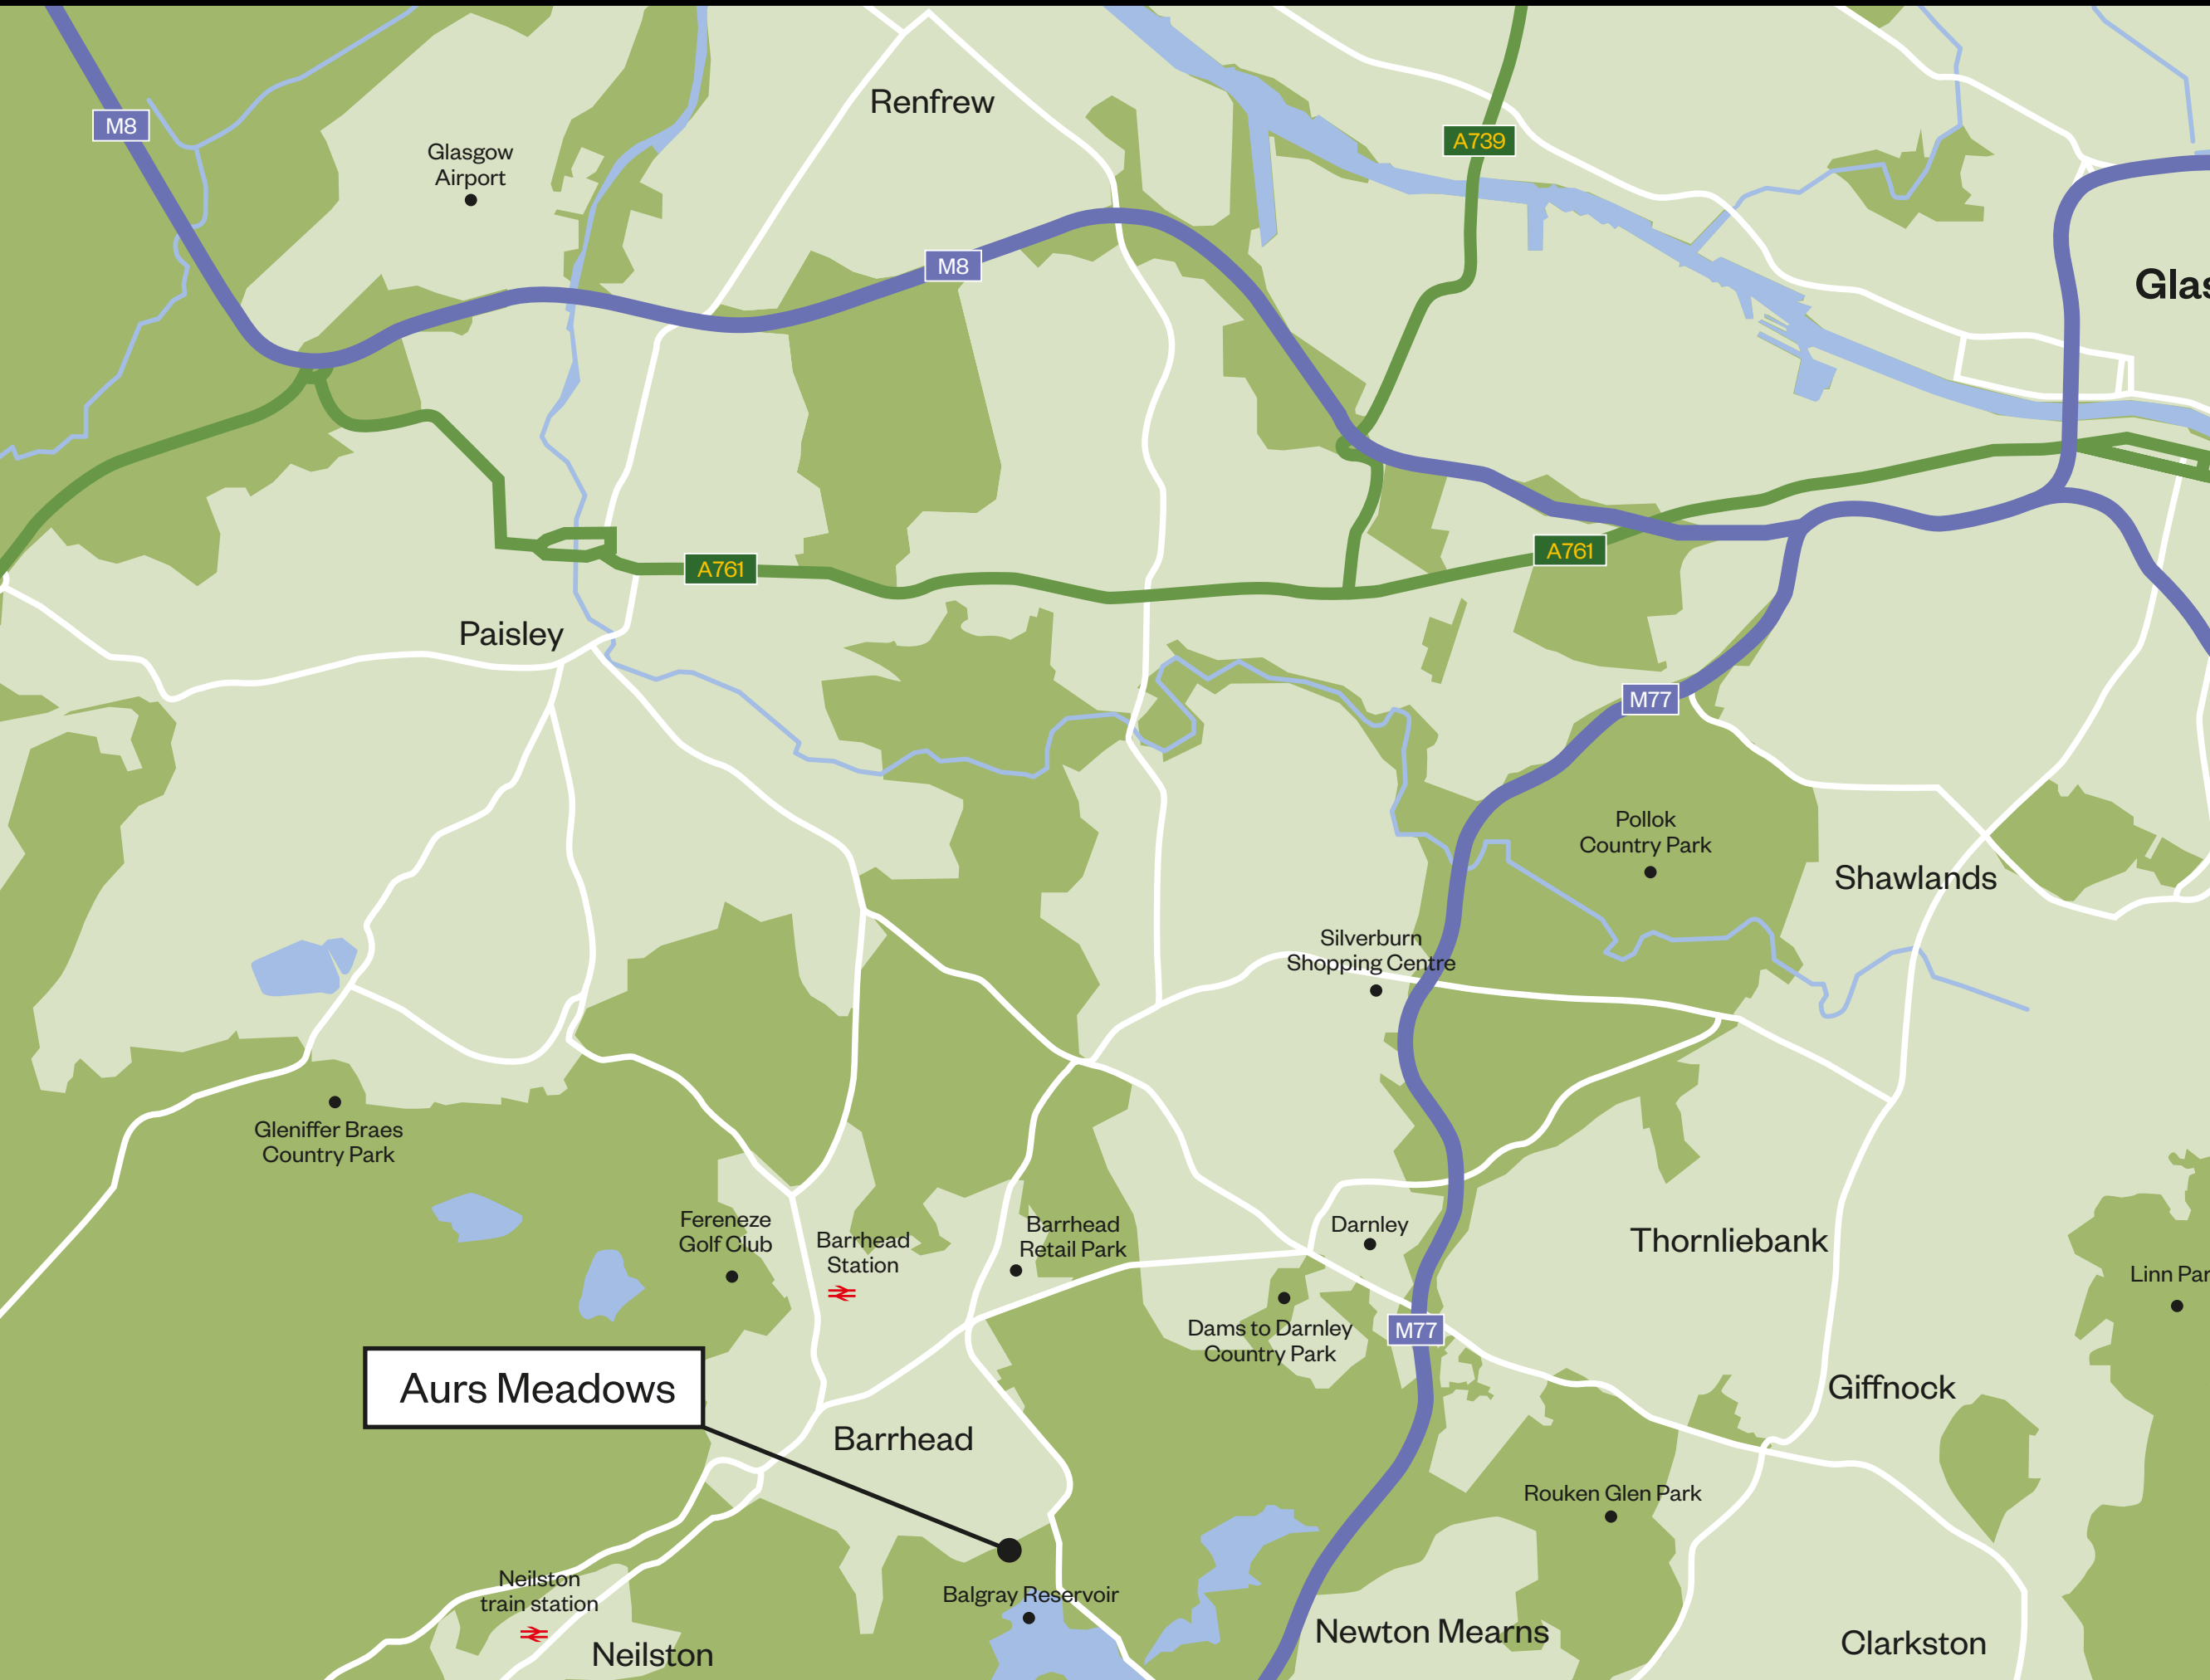 Renfrew
M8
A739
Glasgow
Airport
M8
Glas
A761
A761
Paisley
M77
Pollok
Country Park
Shawlands
Silverburn
Shopping Centre
Gleniffer Braes
Country Park
Fereneze
Golf Club
Barrhead
Station
Barrhead
Retail Park
Darnley
Thornliebank
Linn Par
Dams to Darnley
Country Park
M77
Aurs Meadows
Giffnock
Barrhead
Rouken Glen Park
Neilston
train station
Balgray Reservoir
Newton Mearns
Clarkston
Neilston